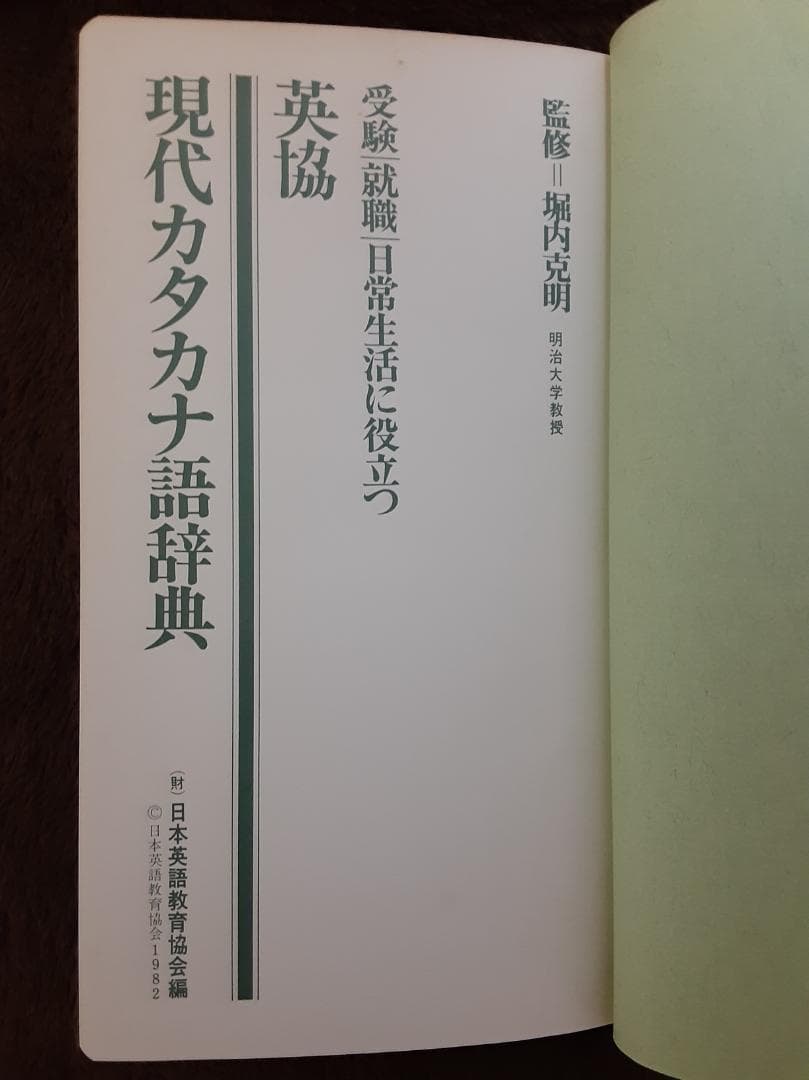 監修＝堀内克明 明治大学教授
受験|就職|日常生活に役立つ
英協
現代カタカナ語辞典
(財)日本英語教育協会編
©日本英語教育協会1982